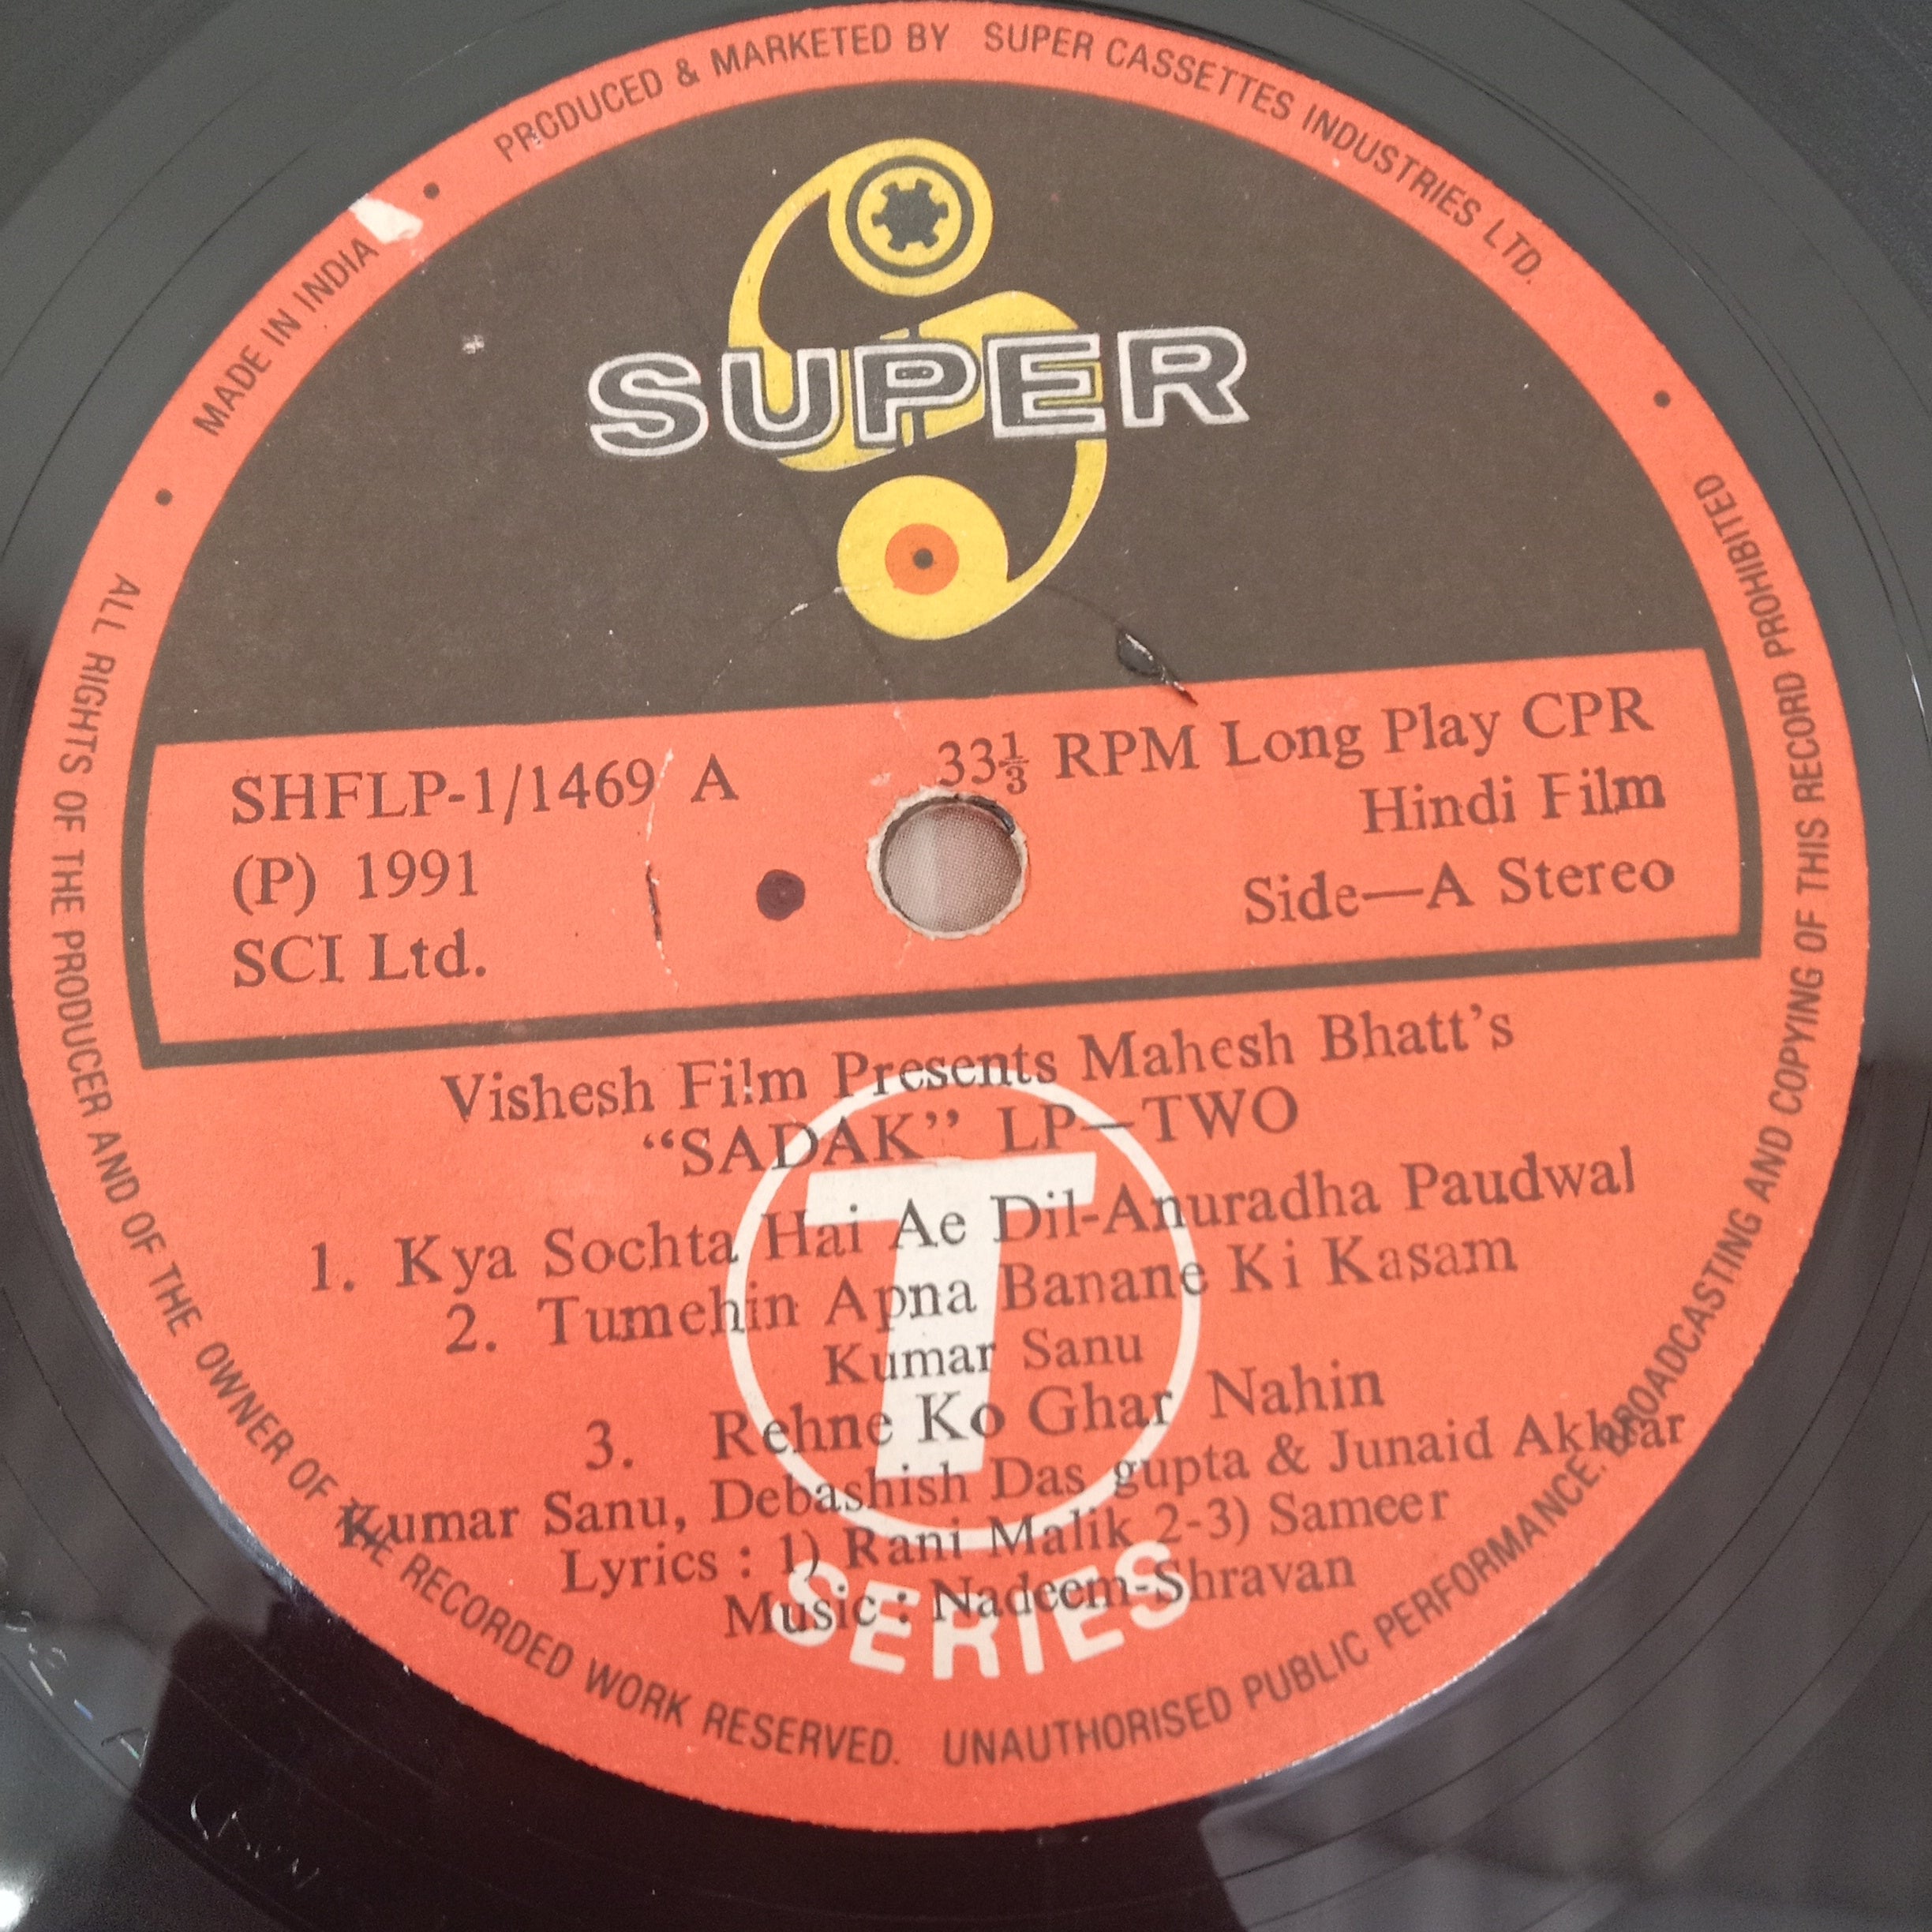 PRODUCED & MARKETED BY SUPER CASSETTES INDUSTRIES LTD.
MADE IN INDIA
SUPER
SHFLP-1/1469 A
33⅓ RPM Long Play CPR
(P) 1991
Hindi Film
SCI Ltd.
Side—A Stereo
Vishesh Film Presents Mahesh Bhatt's
"SADAK" LP—TWO
1. Kya Sochta Hai Ae Dil-Anuradha Paudwal
2. Tumehin Apna Banane Ki Kasam
Kumar Sanu
3. Rehne Ko Ghar Nahin
Kumar Sanu, Debashish Das gupta & Junaid Akhtar
Lyrics : 1) Rani Malik 2-3) Sameer
Music : Nadeem-Shravan
T
SERIES
ALL RIGHTS OF THE PRODUCER AND OF THE OWNER OF THE RECORDED WORK RESERVED. UNAUTHORISED PUBLIC PERFORMANCE. BROADCASTING AND COPYING OF THIS RECORD PROHIBITED